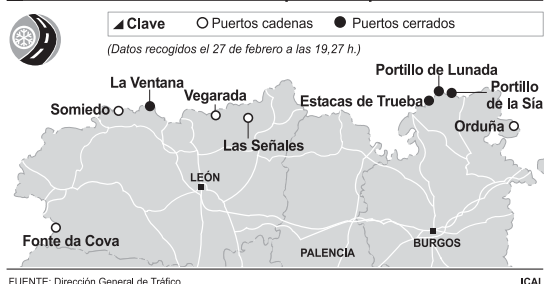 Clave Puertos cadenas Puertos cerrados
(Datos recogidos el 27 de febrero a las 19,27 h.)
Portillo de Lunada
La Ventana
Vegarada
Portillo
de la Sía
Somiedo
Estacas de Trueba
Orduña
Las Señales
LEÓN
Fonte da Cova
BURGOS
PALENCIA
FUENTE: Dirección General de Tráfico
ICAL